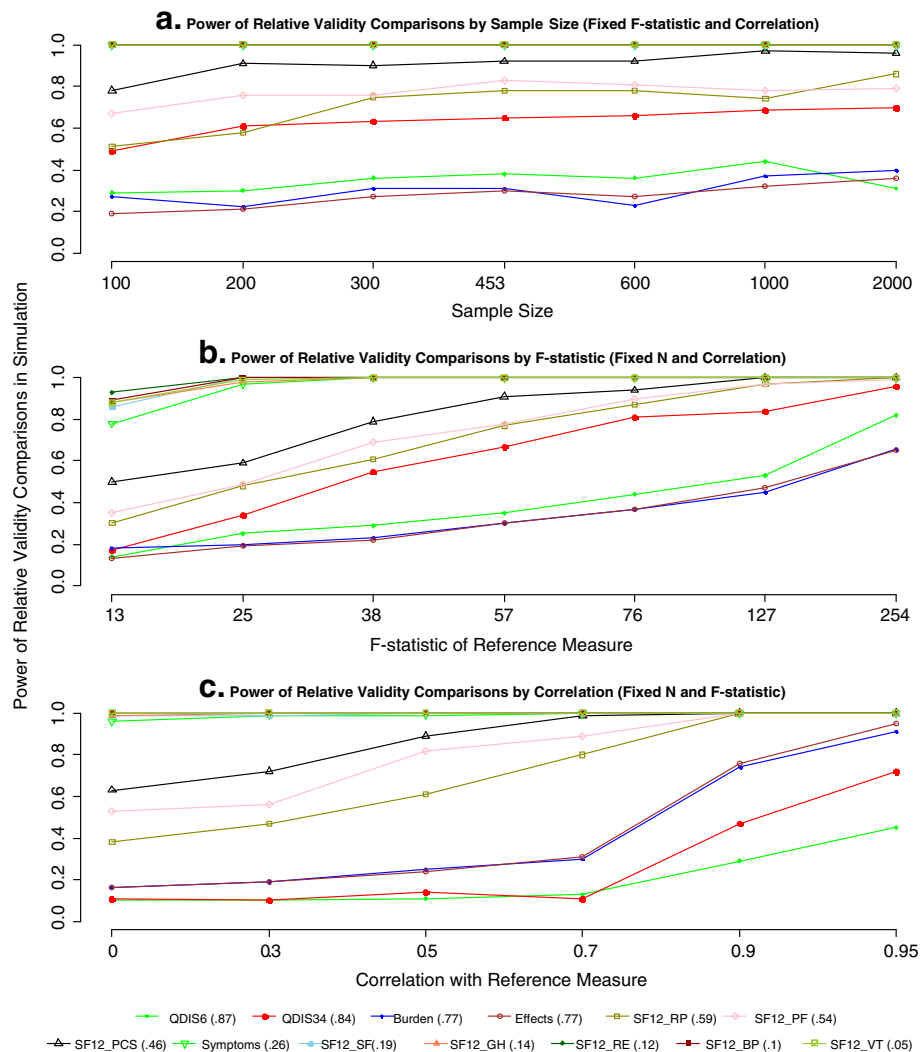 a. Power of Relative Validity Comparisons by Sample Size (Fixed F-statistic and Correlation)
1.0
0.8
0.6
0.4
0.2
0.0
100 200 300 453 600 1000 2000
Sample Size
Power of Relative Validity Comparisons in Simulation
b. Power of Relative Validity Comparisons by F-statistic (Fixed N and Correlation)
1.0
0.8
0.6
0.4
0.2
0.0
13 25 38 57 76 127 254
F-statistic of Reference Measure
c. Power of Relative Validity Comparisons by Correlation (Fixed N and F-statistic)
1.0
0.8
0.6
0.4
0.2
0.0
0 0.3 0.5 0.7 0.9 0.95
Correlation with Reference Measure
QDIS6 (.87) QDIS34 (.84) Burden (.77) Effects (.77) SF12_RP (.59) SF12_PF (.54)
SF12_PCS (.46) Symptoms (.26) SF12_SF(.19) SF12_GH (.14) SF12_RE (.12) SF12_BP (.1) SF12_VT (.05)